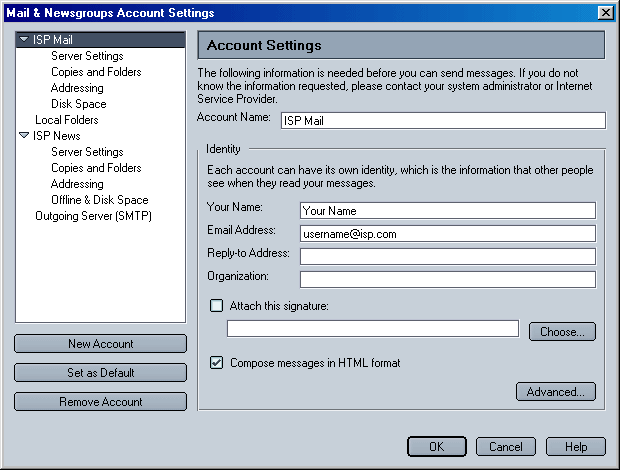 Mail & Newsgroups Account Settings
ISP Mail
Server Settings
Copies and Folders
Addressing
Disk Space
Local Folders
ISP News
Server Settings
Copies and Folders
Addressing
Offline & Disk Space
Outgoing Server (SMTP)
New Account
Set as Default
Remove Account
Account Settings
The following information is needed before you can send messages. If you do not
know the information requested, please contact your system administrator or Internet
Service Provider.
Account Name: ISP Mail
Identity
Each account can have its own identity, which is the information that other people
see when they read your messages.
Your Name: Your Name
Email Address: username@isp.com
Reply-to Address:
Organization:
Attach this signature:
Choose...
Compose messages in HTML format
Advanced...
OK Cancel Help